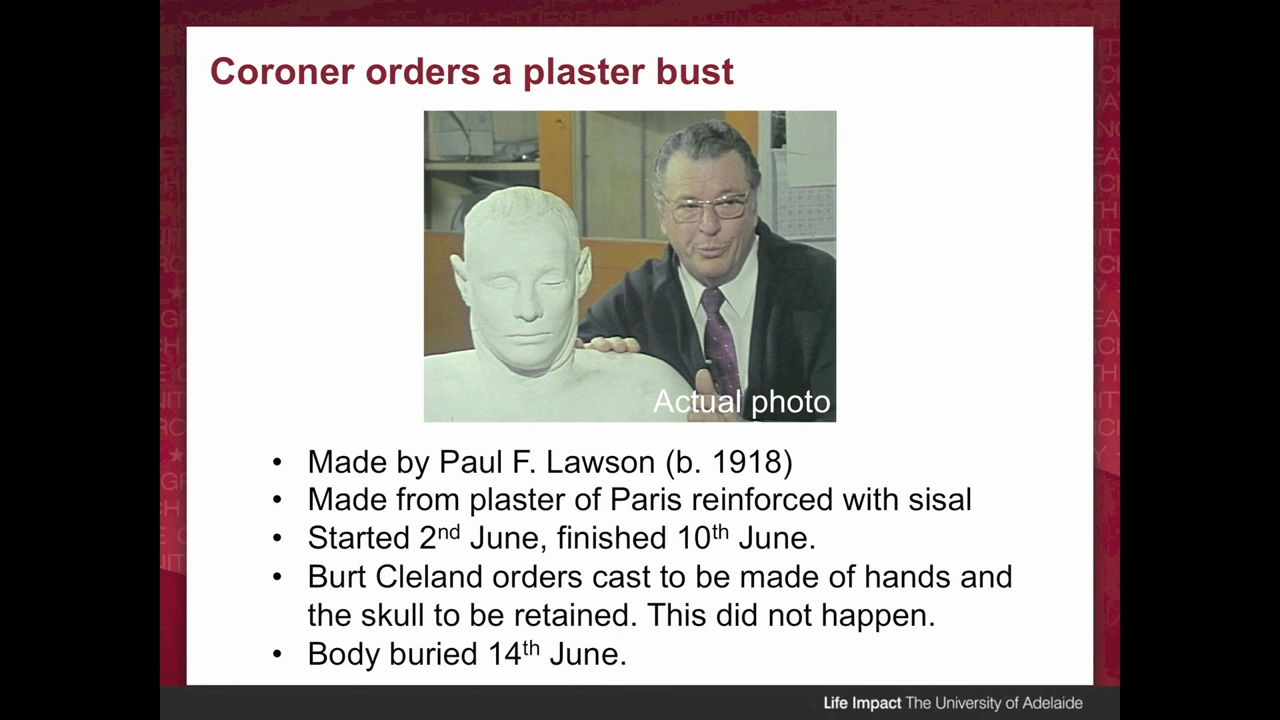 Coroner orders a plaster bust
Actual photo
• Made by Paul F. Lawson (b. 1918)
• Made from plaster of Paris reinforced with sisal
• Started 2nd June, finished 10th June.
• Burt Cleland orders cast to be made of hands and
the skull to be retained. This did not happen.
• Body buried 14th June.
Life Impact The University of Adelaide